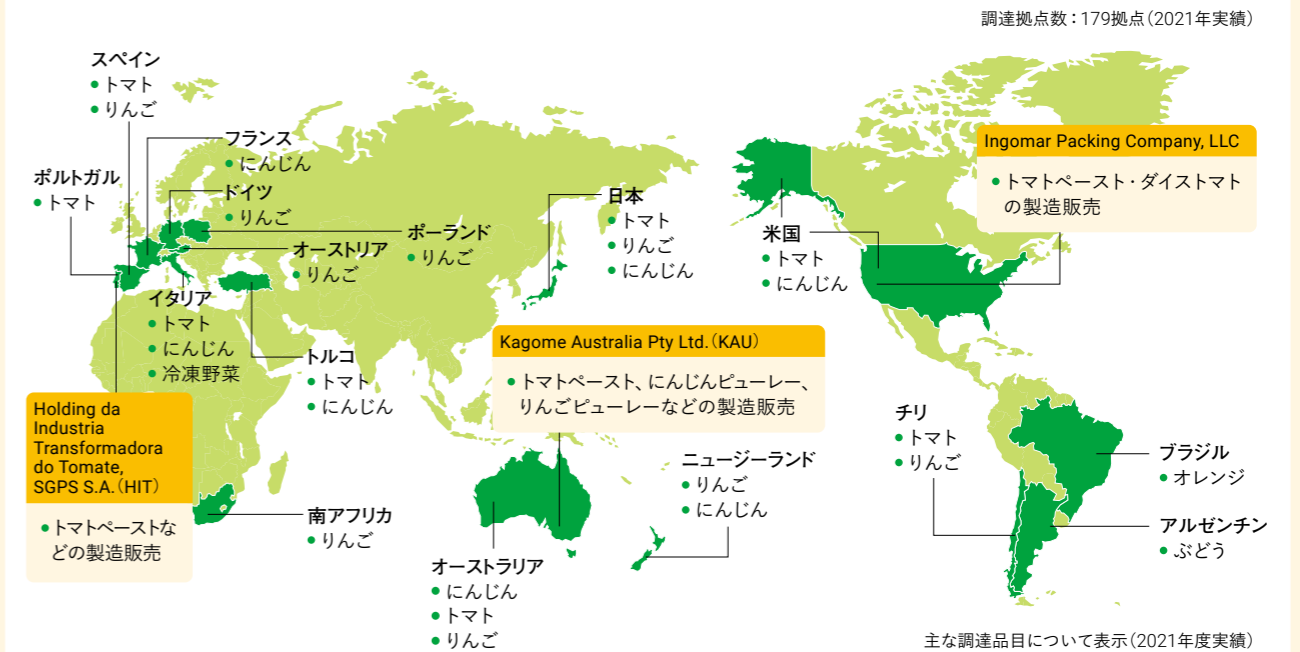 調達拠点数：179拠点（2021年実績）
スペイン
● トマト
● りんご
フランス
● にんじん
ポルトガル
● トマト
ドイツ
● りんご
ポーランド
● りんご
オーストリア
● りんご
イタリア
● トマト
● にんじん
● 冷凍野菜
トルコ
● トマト
● にんじん
日本
● トマト
● りんご
● にんじん
米国
● トマト
● にんじん
Ingomar Packing Company, LLC
● トマトペースト・ダイストマト
の製造販売
Kagome Australia Pty Ltd.（KAU）
● トマトペースト、にんじんピューレー、
りんごピューレーなどの製造販売
Holding da
Industria
Transformadora
do Tomate,
SGPS S.A.（HIT）
● トマトペーストな
どの製造販売
南アフリカ
● りんご
オーストラリア
● にんじん
● トマト
● りんご
ニュージーランド
● りんご
● にんじん
チリ
● トマト
● りんご
ブラジル
● オレンジ
アルゼンチン
● ぶどう
主な調達品目について表示（2021年度実績）